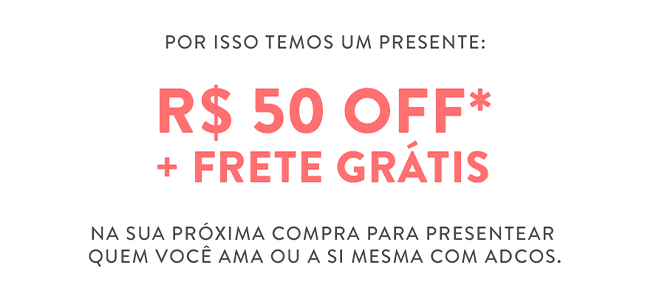 POR ISSO TEMOS UM PRESENTE:
R$ 50 OFF*
+ FRETE GRÁTIS
NA SUA PRÓXIMA COMPRA PARA PRESENTEAR
QUEM VOCÊ AMA OU A SI MESMA COM ADCOS.